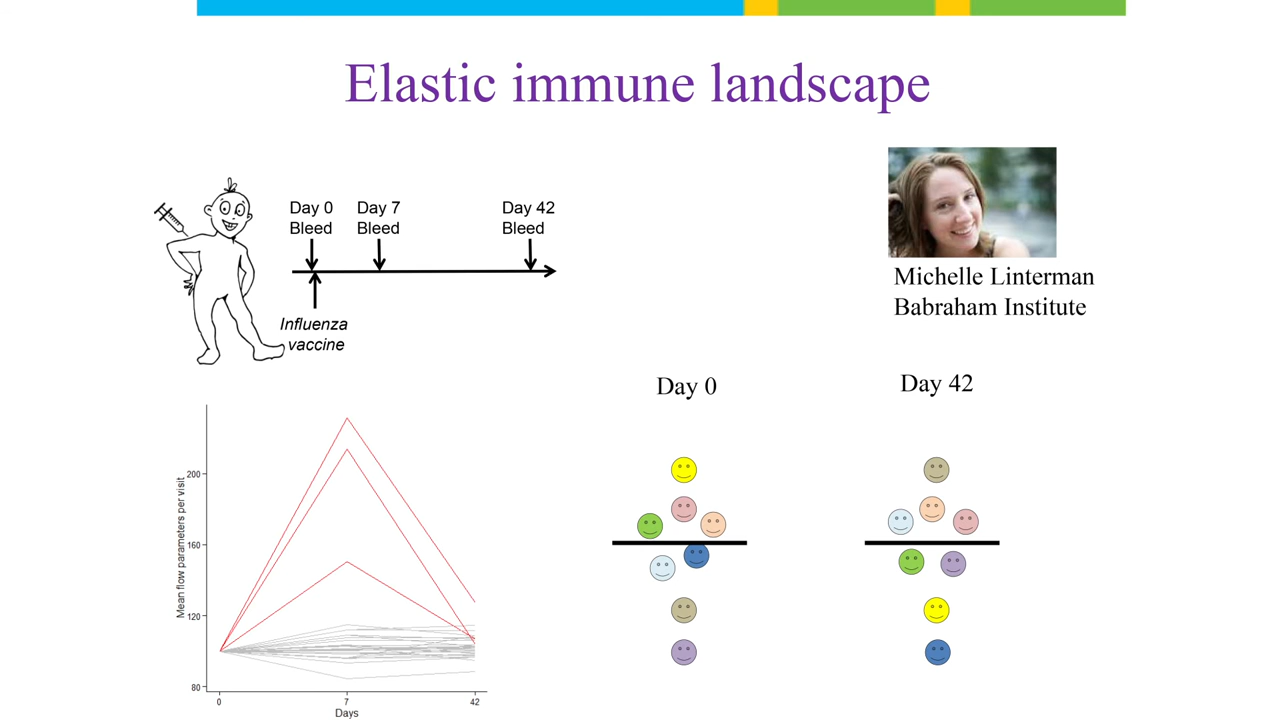 Elastic immune landscape
Day 0
Bleed
Day 7
Bleed
Day 42
Bleed
Influenza
vaccine
Michelle Linterman
Babraham Institute
Day 0
Day 42
Mean flow parameters per visit
200
160
120
80
0
7
42
Days